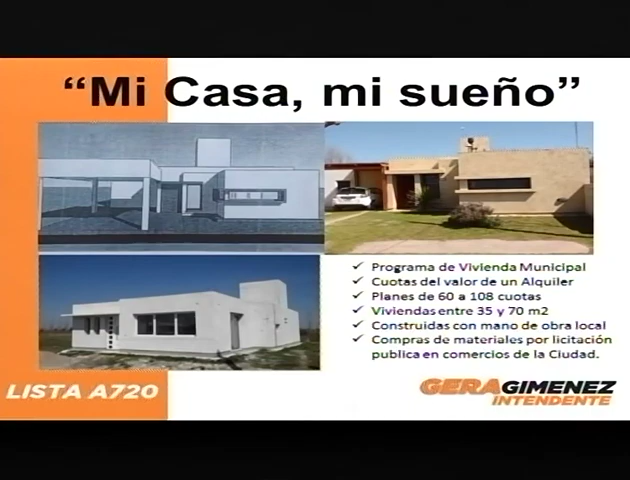 “Mi Casa, mi sueño”
✓ Programa de Vivienda Municipal
✓ Cuotas del valor de un Alquiler
✓ Planes de 60 a 108 cuotas
✓ Viviendas entre 35 y 70 m2
✓ Construidas con mano de obra local
✓ Compras de materiales por licitación
publica en comercios de la Ciudad.
LISTA A720
GERAGIMENEZ
INTENDENTE